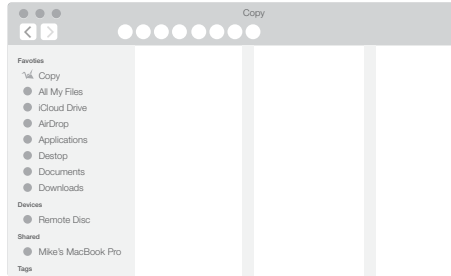 Copy
Favoties
Copy
All My Files
iCloud Drive
AirDrop
Applications
Destop
Documents
Downloads
Devices
Remote Disc
Shared
Mike's MacBook Pro
Tags